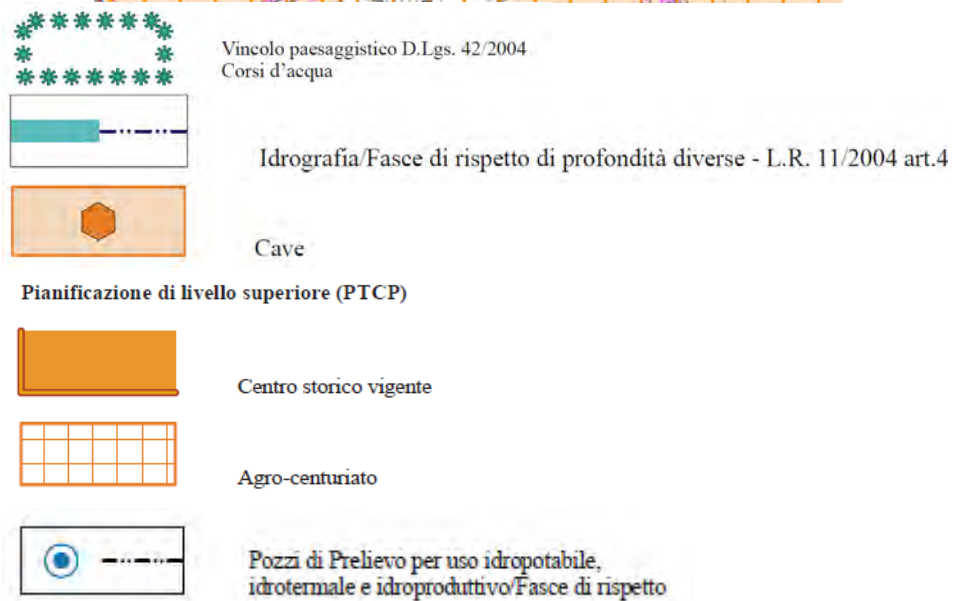 Vincolo paesaggistico D.Lgs. 42/2004
Corsi d'acqua
Idrografia/Fasce di rispetto di profondità diverse - L.R. 11/2004 art.4
Cave
Pianificazione di livello superiore (PTCP)
Centro storico vigente
Agro-centuriato
Pozzi di Prelievo per uso idropotabile,
idrotermale e idroproduttivo/Fasce di rispetto